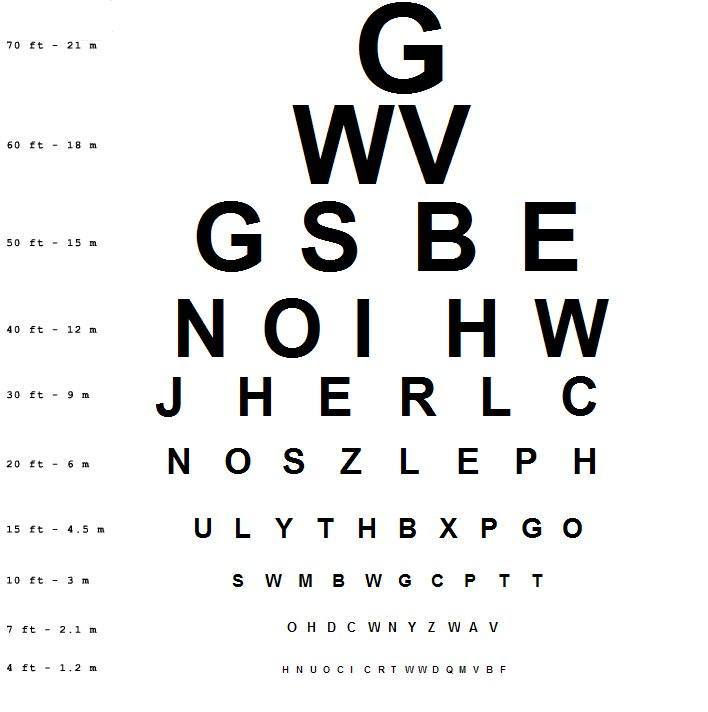 70 ft - 21 m G
60 ft - 18 m WV
50 ft - 15 m G S B E
40 ft - 12 m N O I H W
30 ft - 9 m J H E R L C
20 ft - 6 m N O S Z L E P H
15 ft - 4.5 m U L Y T H B X P G O
10 ft - 3 m S W M B W G C P T T
7 ft - 2.1 m O H D C W N Y Z W A V
4 ft - 1.2 m H N U O C I C R T W W D Q M V B F